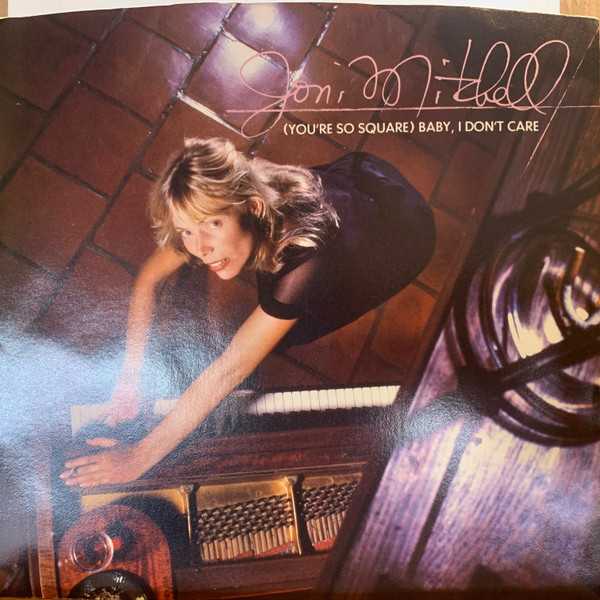 Joni Mitchell
(YOU'RE SO SQUARE) BABY, I DON'T CARE